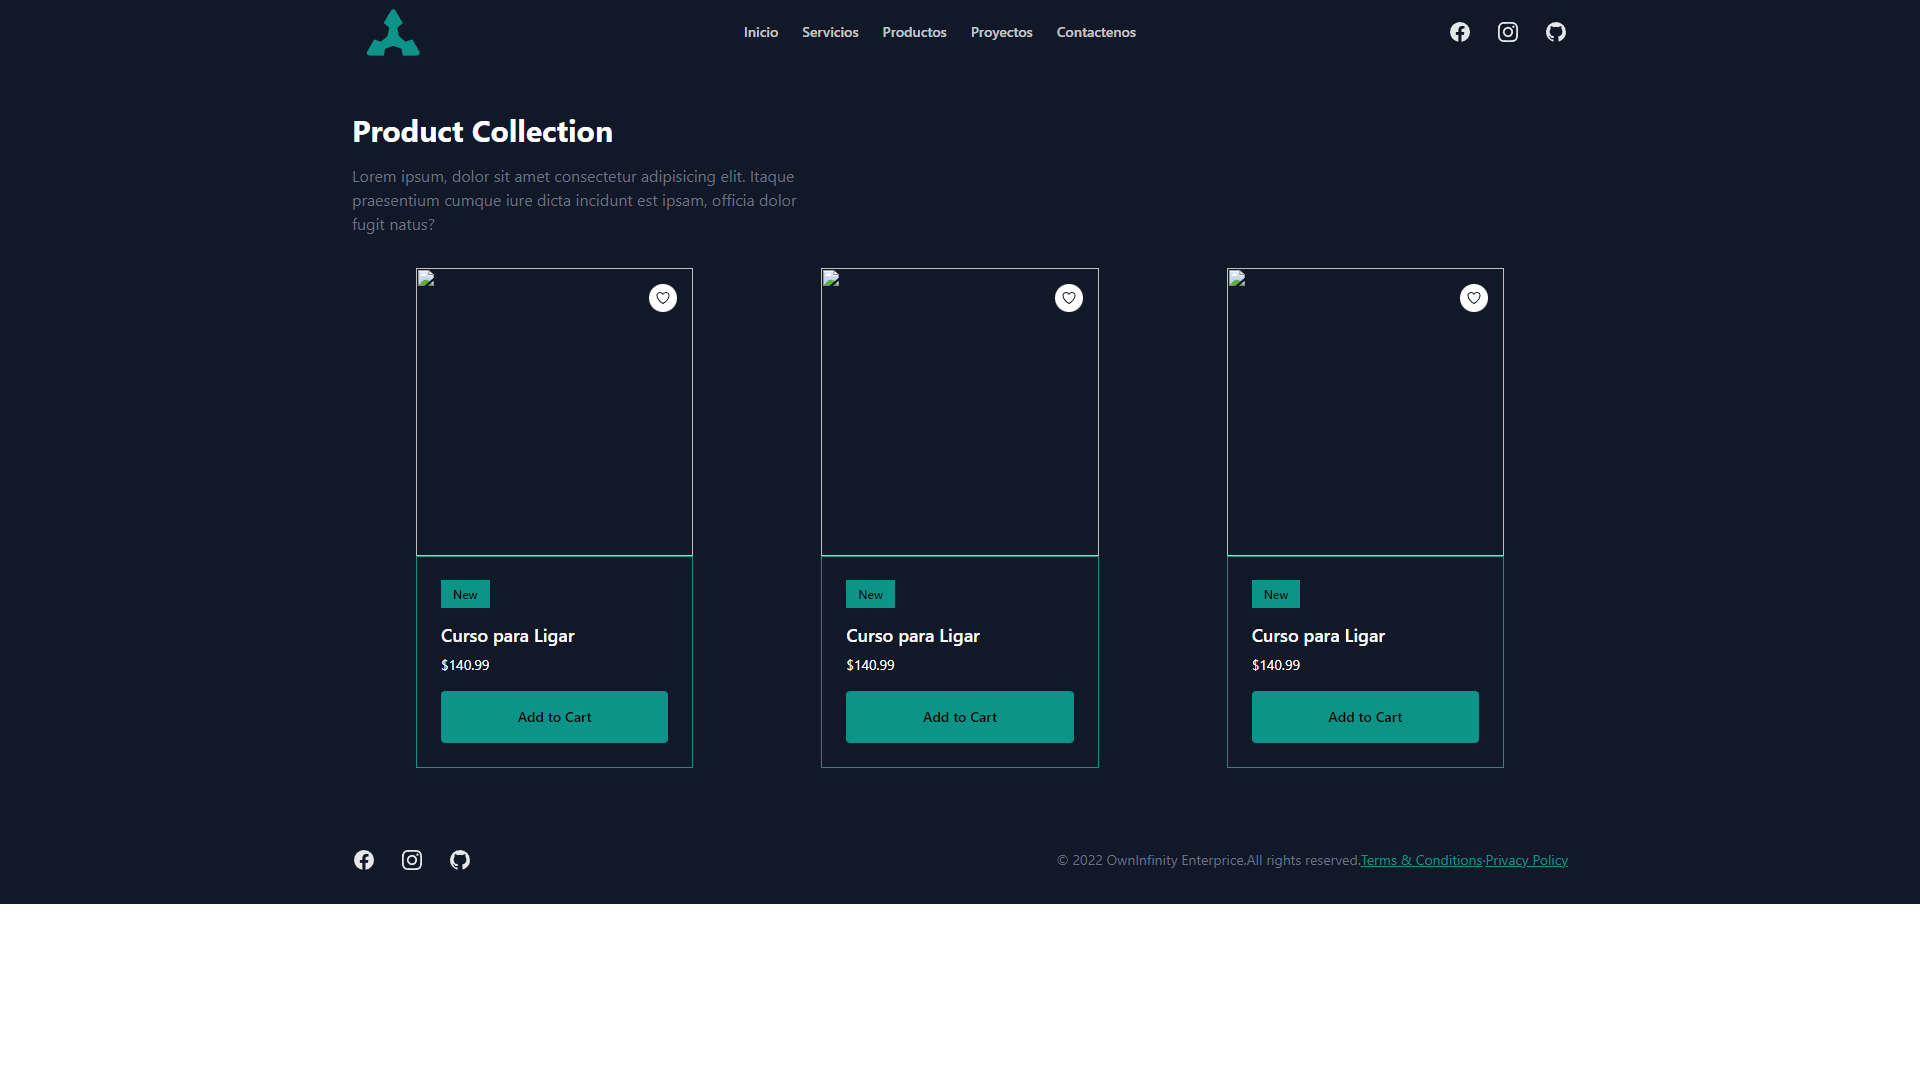 Inicio Servicios Productos Proyectos Contactenos
Product Collection
Lorem ipsum, dolor sit amet consectetur adipisicing elit. Itaque
praesentium cumque iure dicta incidunt est ipsam, officia dolor
fugit natus?
New
Curso para Ligar
$140.99
Add to Cart
New
Curso para Ligar
$140.99
Add to Cart
New
Curso para Ligar
$140.99
Add to Cart
© 2022 OwnInfinity Enterprice.All rights reserved.Terms & Conditions·Privacy Policy